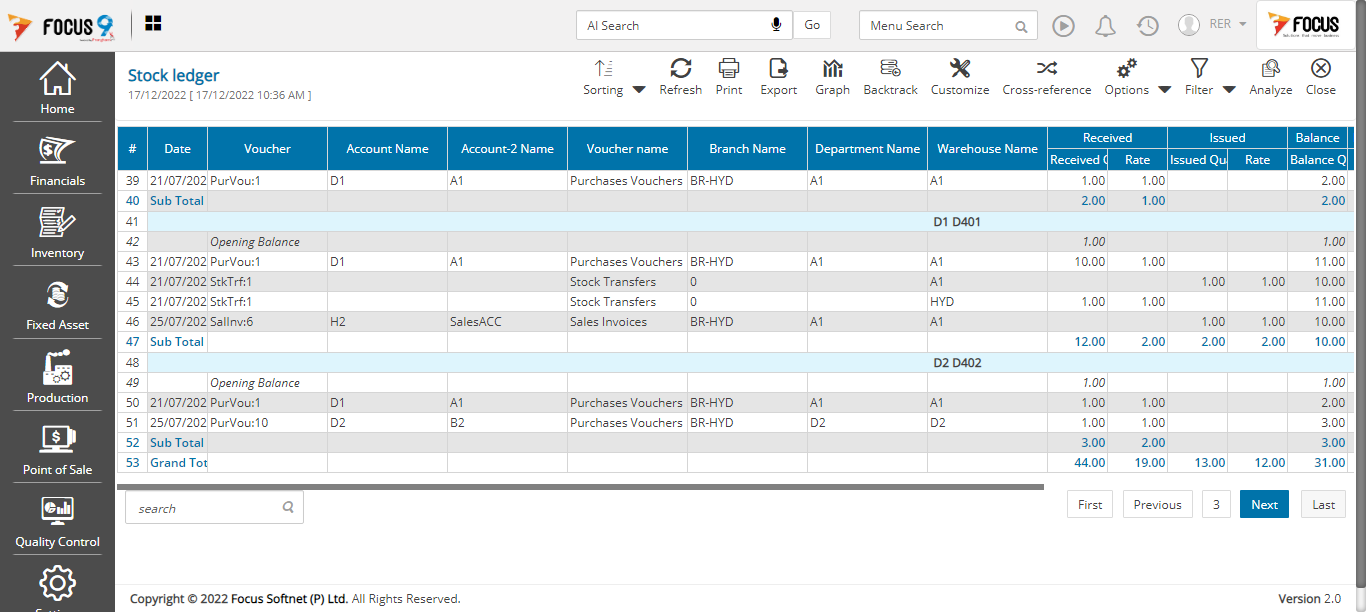 FOCUS 9
AI Search Go Menu Search RER FOCUS
Home
Financials
Inventory
Fixed Asset
Production
Point of Sale
Quality Control
Stock ledger
17/12/2022 [ 17/12/2022 10:36 AM ]
Sorting Refresh Print Export Graph Backtrack Customize Cross-reference Options Filter Analyze Close
# Date Voucher Account Name Account-2 Name Voucher name Branch Name Department Name Warehouse Name Received Issued Balance
Received Q Rate Issued Qua Rate Balance Q
39 21/07/202 PurVou:1 D1 A1 Purchases Vouchers BR-HYD A1 A1 1.00 1.00 2.00
40 Sub Total 2.00 1.00 2.00
41 D1 D401
42 Opening Balance 1.00 1.00
43 21/07/202 PurVou:1 D1 A1 Purchases Vouchers BR-HYD A1 A1 10.00 1.00 11.00
44 21/07/202 StkTrf:1 Stock Transfers 0 A1 1.00 1.00 10.00
45 21/07/202 StkTrf:1 Stock Transfers 0 HYD 1.00 1.00 11.00
46 25/07/202 SalInv:6 H2 SalesACC Sales Invoices BR-HYD A1 A1 1.00 1.00 10.00
47 Sub Total 12.00 2.00 2.00 2.00 10.00
48 D2 D402
49 Opening Balance 1.00 1.00
50 21/07/202 PurVou:1 D1 A1 Purchases Vouchers BR-HYD A1 A1 1.00 1.00 2.00
51 25/07/202 PurVou:10 D2 B2 Purchases Vouchers BR-HYD D2 D2 1.00 1.00 3.00
52 Sub Total 3.00 2.00 3.00
53 Grand Tot 44.00 19.00 13.00 12.00 31.00
search First Previous 3 Next Last
Copyright © 2022 Focus Softnet (P) Ltd. All Rights Reserved. Version 2.0